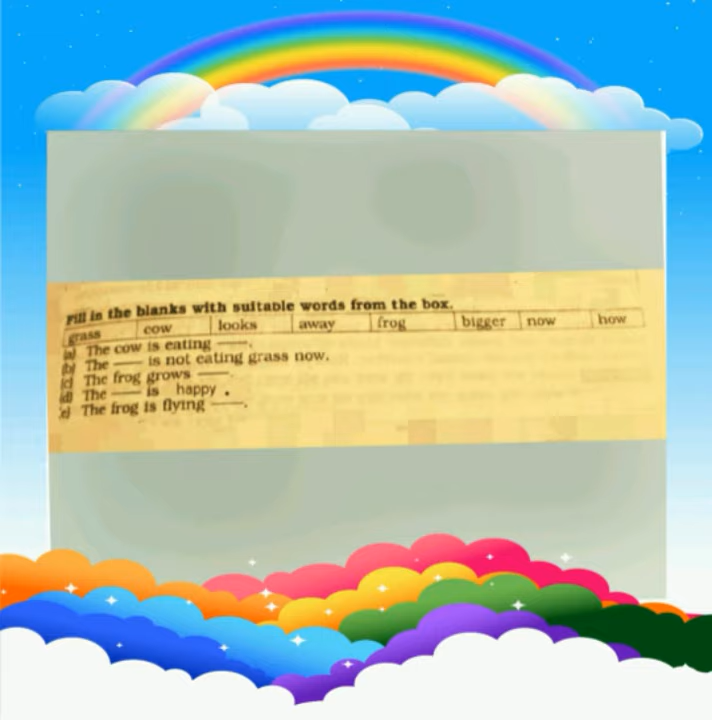 Fill in the blanks with suitable words from the box.
grass cow looks away frog bigger now how
(a) The cow is eating ——.
(b) The —— is not eating grass now.
(c) The frog grows ——.
(d) The —— is happy .
(e) The frog is flying ——.